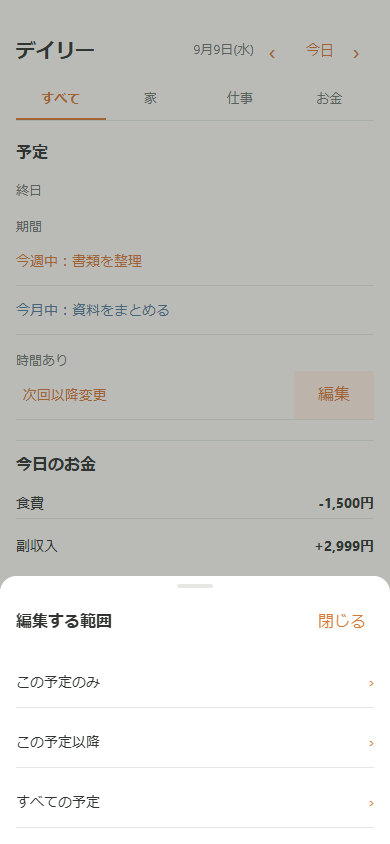 デイリー
9月9日(水) ‹ 今日 ›
すべて 家 仕事 お金
予定
終日
期間
今週中：書類を整理
今月中：資料をまとめる
時間あり
次回以降変更 編集
今日のお金
食費 -1,500円
副収入 +2,999円
編集する範囲 閉じる
この予定のみ ›
この予定以降 ›
すべての予定 ›